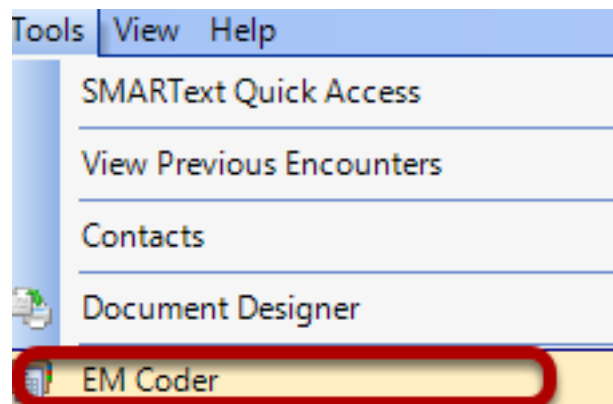 Tools View Help
SMARText Quick Access
View Previous Encounters
Contacts
Document Designer
EM Coder